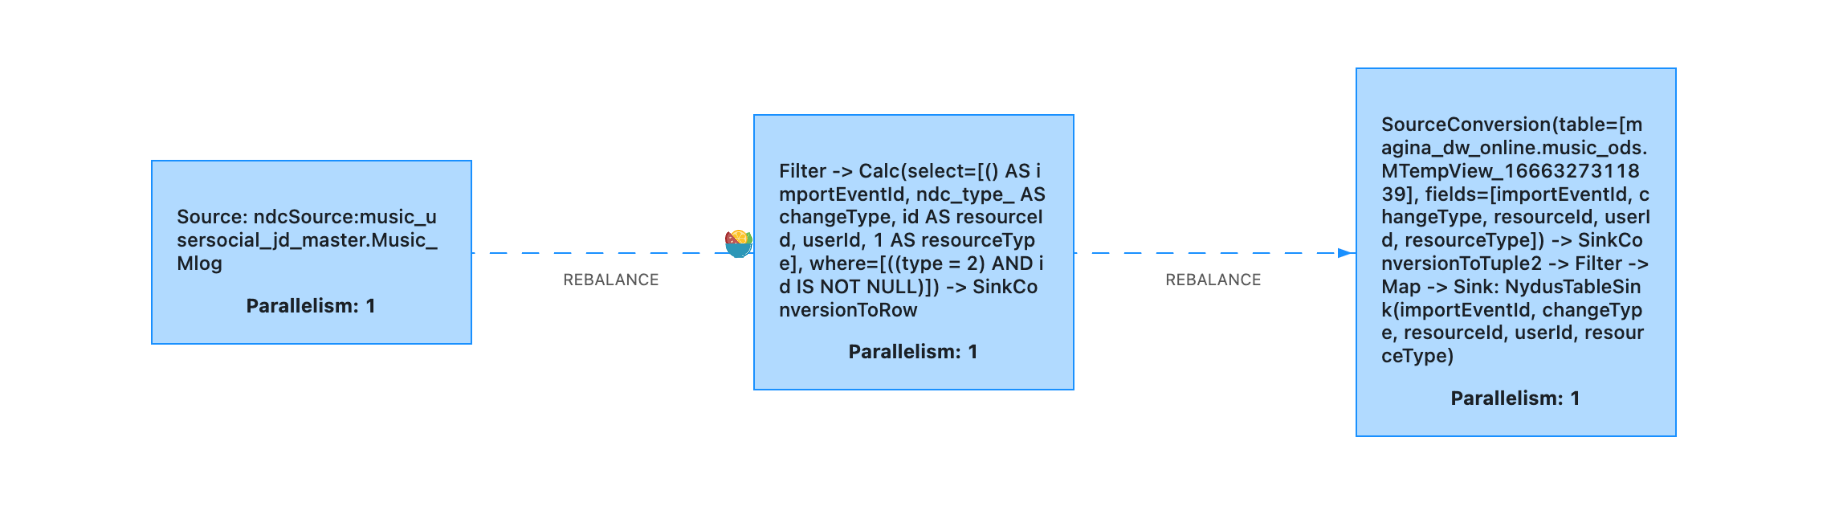 Source: ndcSource:music_u
sersocial_jd_master.Music_
Mlog
Parallelism: 1
REBALANCE
Filter -> Calc(select=[() AS i
mportEventId, ndc_type_ AS
changeType, id AS resourceI
d, userId, 1 AS resourceTyp
e], where=[((type = 2) AND i
d IS NOT NULL)]) -> SinkCo
nversionToRow
Parallelism: 1
REBALANCE
SourceConversion(table=[m
agina_dw_online.music_ods.
MTempView_16663273118
39], fields=[importEventId, c
hangeType, resourceId, userI
d, resourceType]) -> SinkCo
nversionToTuple2 -> Filter ->
Map -> Sink: NydusTableSin
k(importEventId, changeTyp
e, resourceId, userId, resour
ceType)
Parallelism: 1